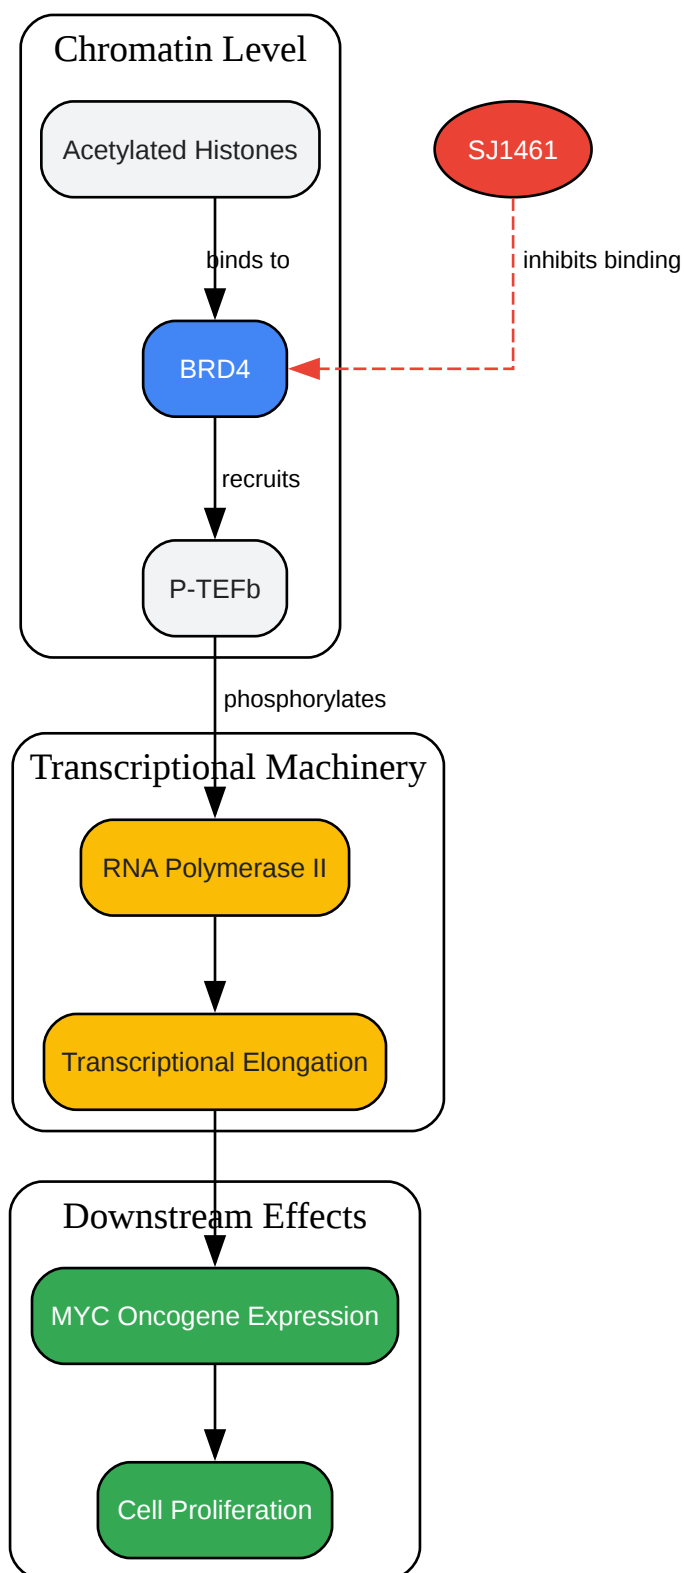 Chromatin Level
Acetylated Histones
SJ1461
binds to
inhibits binding
BRD4
recruits
P-TEFb
phosphorylates
Transcriptional Machinery
RNA Polymerase II
Transcriptional Elongation
Downstream Effects
MYC Oncogene Expression
Cell Proliferation